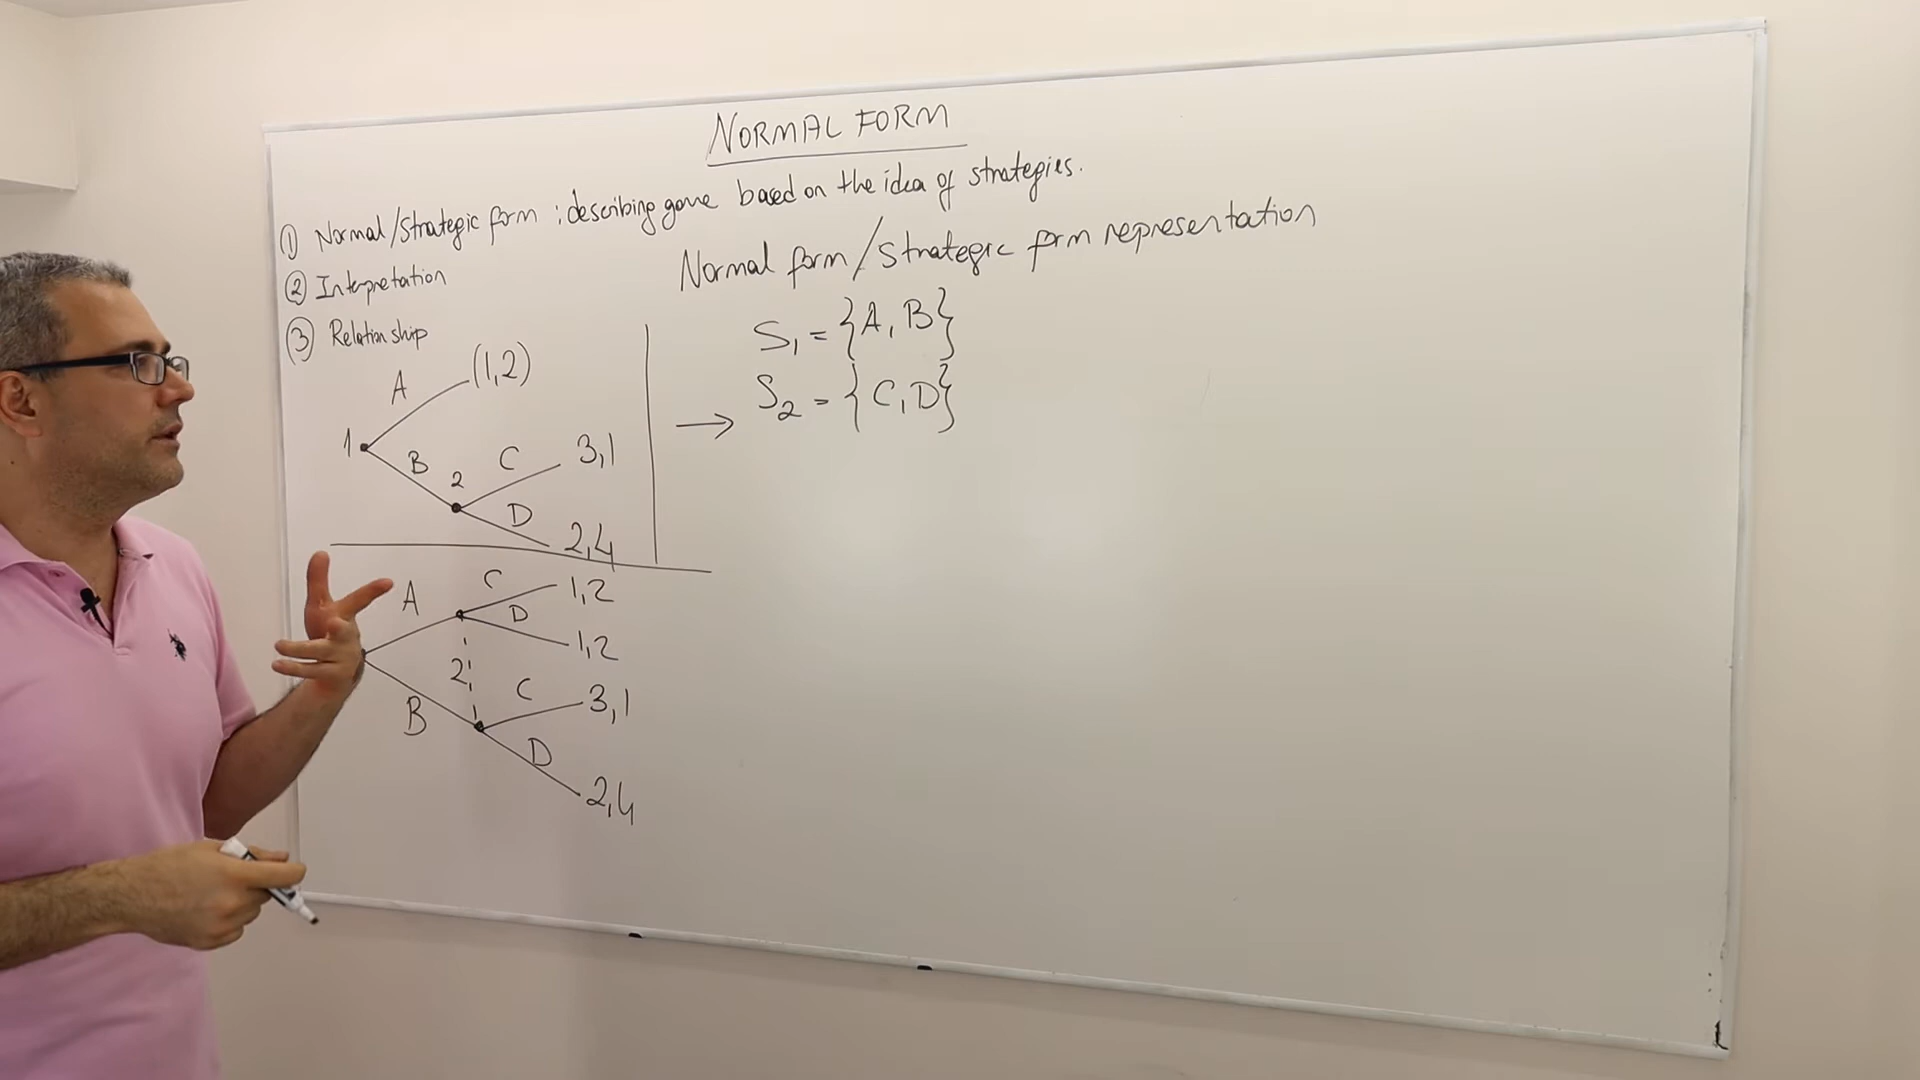 NORMAL FORM
① Normal/Strategic form : describing game based on the idea of strategies.
② Interpretation
③ Relationship
Normal form/Strategic form representation
S₁ = {A, B}
→ S₂ = {C, D}
A (1,2)
1
B 2 C 3,1
D 2,4
A C 1,2
D 1,2
2
B C 3,1
D 2,4